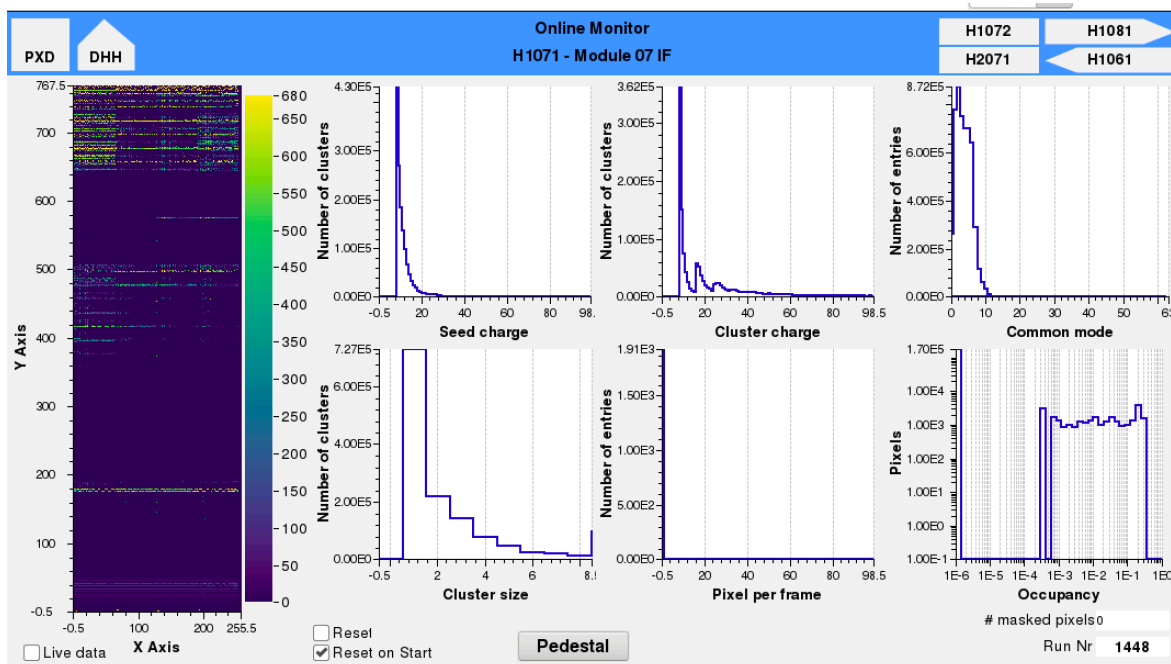 PXD
DHH
Online Monitor
H1071 - Module 07 IF
H1072
H1081
H2071
H1061
767.5
700
600
500
400
300
200
100
-0.5
Y Axis
-0.5 100 200 255.5
X Axis
680
650
600
550
500
450
400
350
300
250
200
150
100
50
0
4.30E5
3.00E5
2.00E5
1.00E5
0.00E0
Number of clusters
-0.5 20 40 60 80 98.
Seed charge
3.62E5
3.00E5
2.00E5
1.00E5
0.00E0
Number of clusters
-0.5 20 40 60 80 98.5
Cluster charge
8.72E5
6.00E5
4.00E5
2.00E5
0.00E0
Number of entries
0 10 20 30 40 50 6
Common mode
7.27E5
6.00E5
4.00E5
2.00E5
0.00E0
Number of clusters
-0.5 2 4 6 8.
Cluster size
1.91E3
1.50E3
1.00E3
5.00E2
0.00E0
Number of entries
-0.5 20 40 60 80 98.5
Pixel per frame
1.70E5
1.00E4
1.00E3
1.00E2
1.00E1
1.00E0
1.00E-1
Pixels
1E-6 1E-5 1E-4 1E-3 1E-2 1E-1 1E
Occupancy
# masked pixels 0
Live data
Reset
Reset on Start
Pedestal
Run Nr 1448